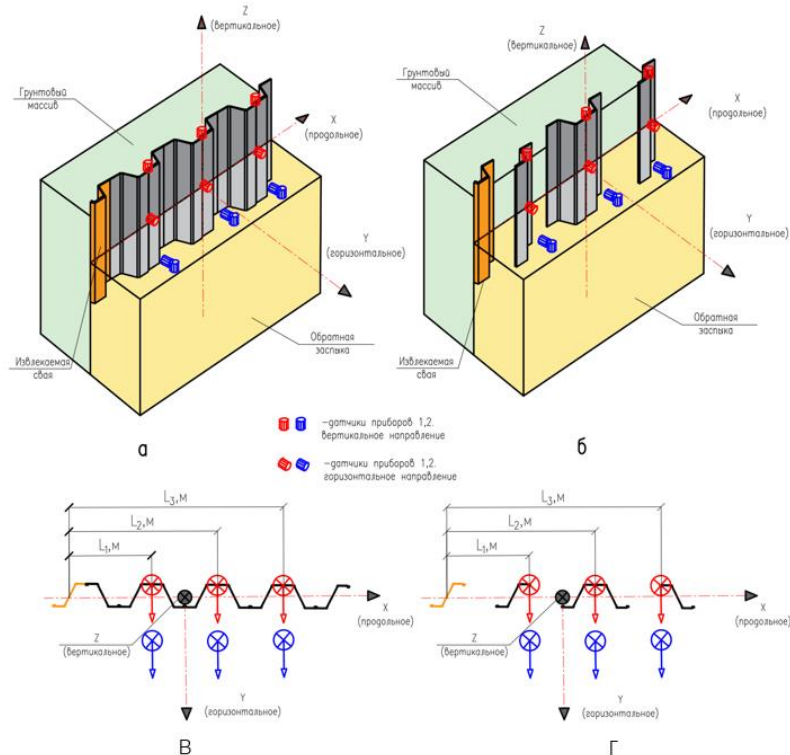 Z
(вертикальное)
Грунтовый
массив
X
(продольное)
Y
(горизонтальное)
Обратная
засыпка
Извлекаемая
свая
а
Z
(вертикальное)
Грунтовый
массив
X
(продольное)
Y
(горизонтальное)
Обратная
засыпка
Извлекаемая
свая
б
-датчики приборов 1,2.
вертикальное направление
-датчики приборов 1,2.
горизонтальное направление
L3,м
L2,м
L1,м
X
(продольное)
Z
(вертикальное)
Y
(горизонтальное)
В
L3,м
L2,м
L1,м
X
(продольное)
Z
(вертикальное)
Y
(горизонтальное)
Г